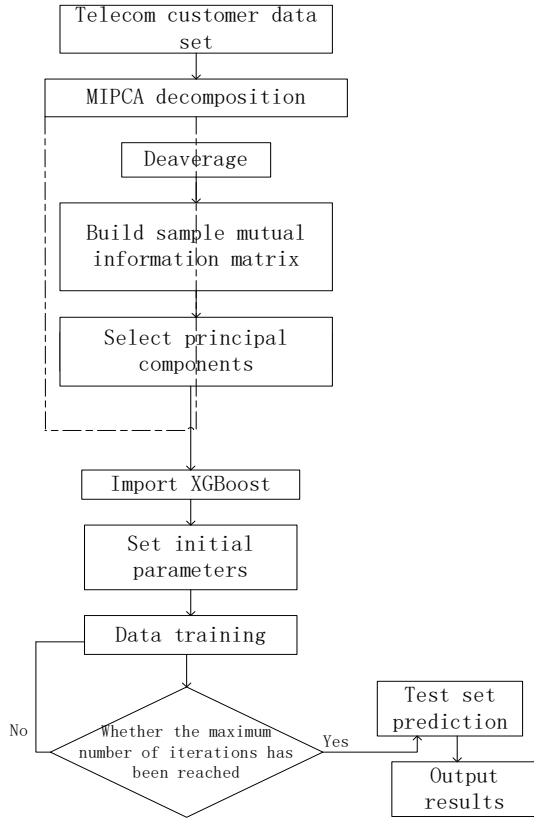 Telecom customer data
set
MIPCA decomposition
Deaverage
Build sample mutual
information matrix
Select principal
components
Import XGBoost
Set initial
parameters
Data training
No
Whether the maximum
number of iterations has
been reached
Yes
Test set
prediction
Output
results